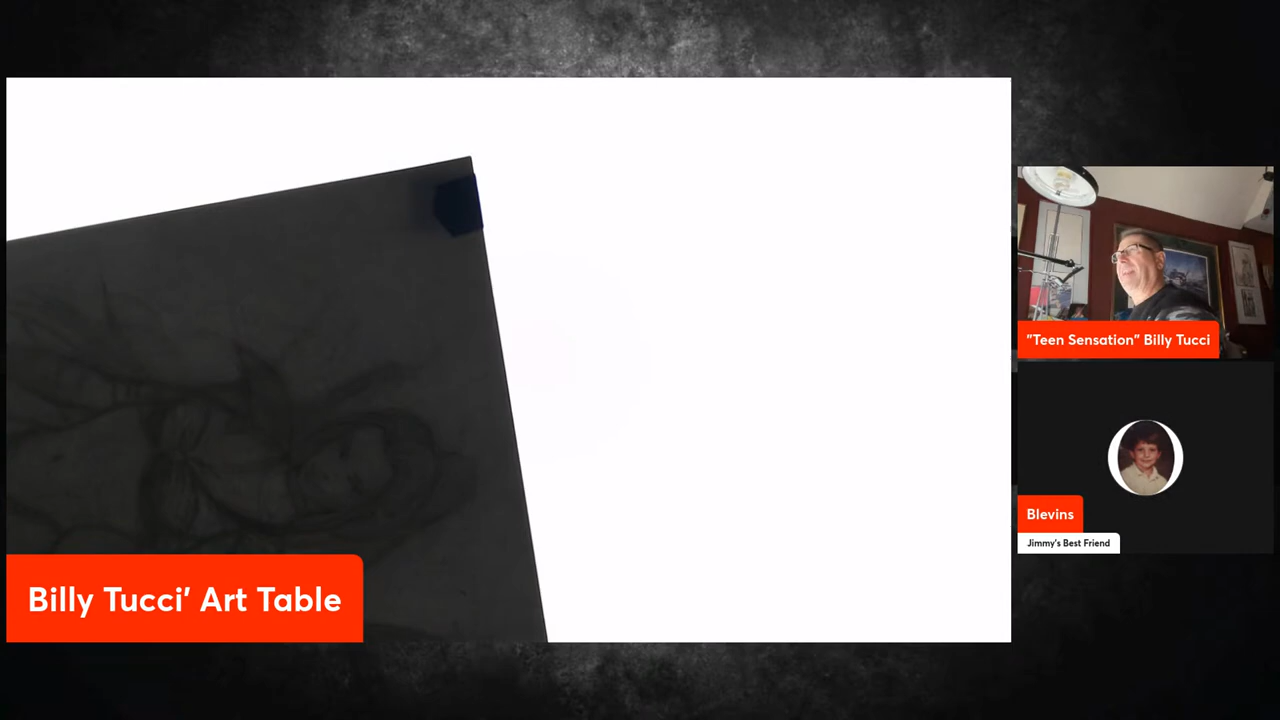 Billy Tucci' Art Table
"Teen Sensation" Billy Tucci
Blevins
Jimmy's Best Friend